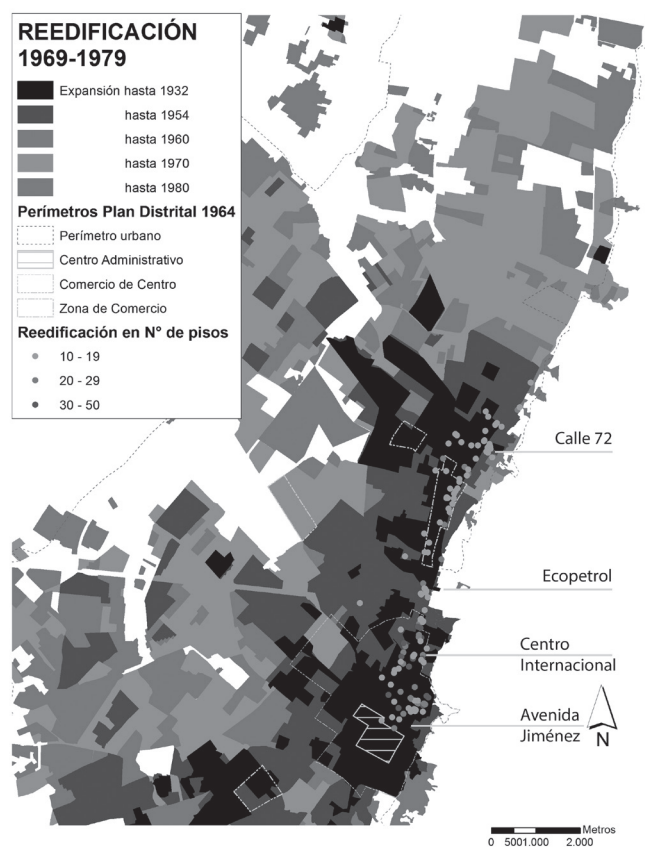 REEDIFICACIÓN
1969-1979
Expansión hasta 1932
hasta 1954
hasta 1960
hasta 1970
hasta 1980
Perímetros Plan Distrital 1964
Perímetro urbano
Centro Administrativo
Comercio de Centro
Zona de Comercio
Reedificación en N° de pisos
10 - 19
20 - 29
30 - 50
Calle 72
Ecopetrol
Centro
Internacional
Avenida
Jiménez
N
Metros
0 5001.000 2.000